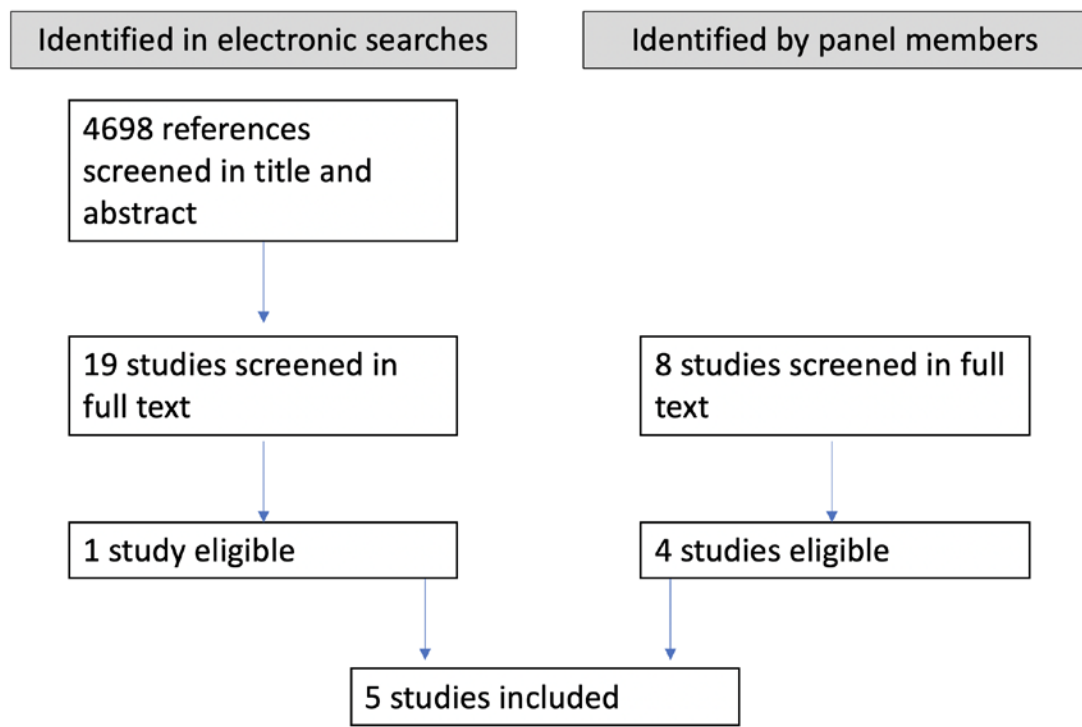 Identified in electronic searches
Identified by panel members
4698 references
screened in title and
abstract
19 studies screened in
full text
8 studies screened in full
text
1 study eligible
4 studies eligible
5 studies included